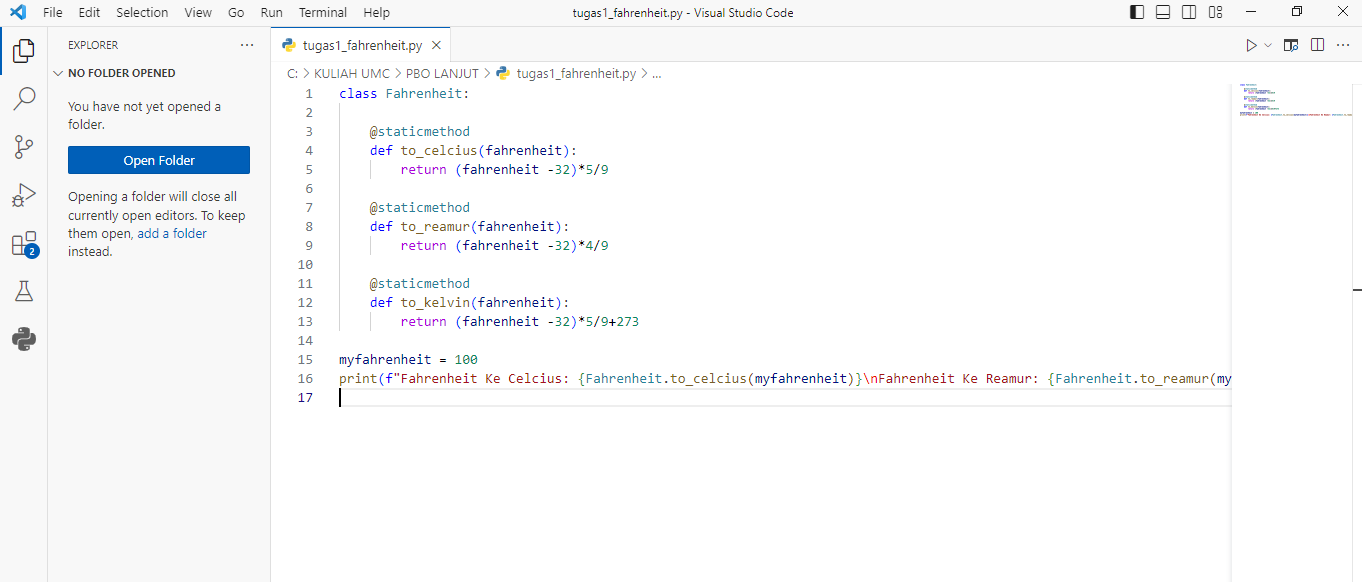 File Edit Selection View Go Run Terminal Help
tugas1_fahrenheit.py - Visual Studio Code
EXPLORER
NO FOLDER OPENED
You have not yet opened a
folder.
Open Folder
Opening a folder will close all
currently open editors. To keep
them open, add a folder
instead.
2
tugas1_fahrenheit.py
C: > KULIAH UMC > PBO LANJUT > tugas1_fahrenheit.py > ...
1 class Fahrenheit:
2
3 @staticmethod
4 def to_celcius(fahrenheit):
5 return (fahrenheit -32)*5/9
6
7 @staticmethod
8 def to_reamur(fahrenheit):
9 return (fahrenheit -32)*4/9
10
11 @staticmethod
12 def to_kelvin(fahrenheit):
13 return (fahrenheit -32)*5/9+273
14
15 myfahrenheit = 100
16 print(f"Fahrenheit Ke Celcius: {Fahrenheit.to_celcius(myfahrenheit)}\nFahrenheit Ke Reamur: {Fahrenheit.to_reamur(my
17